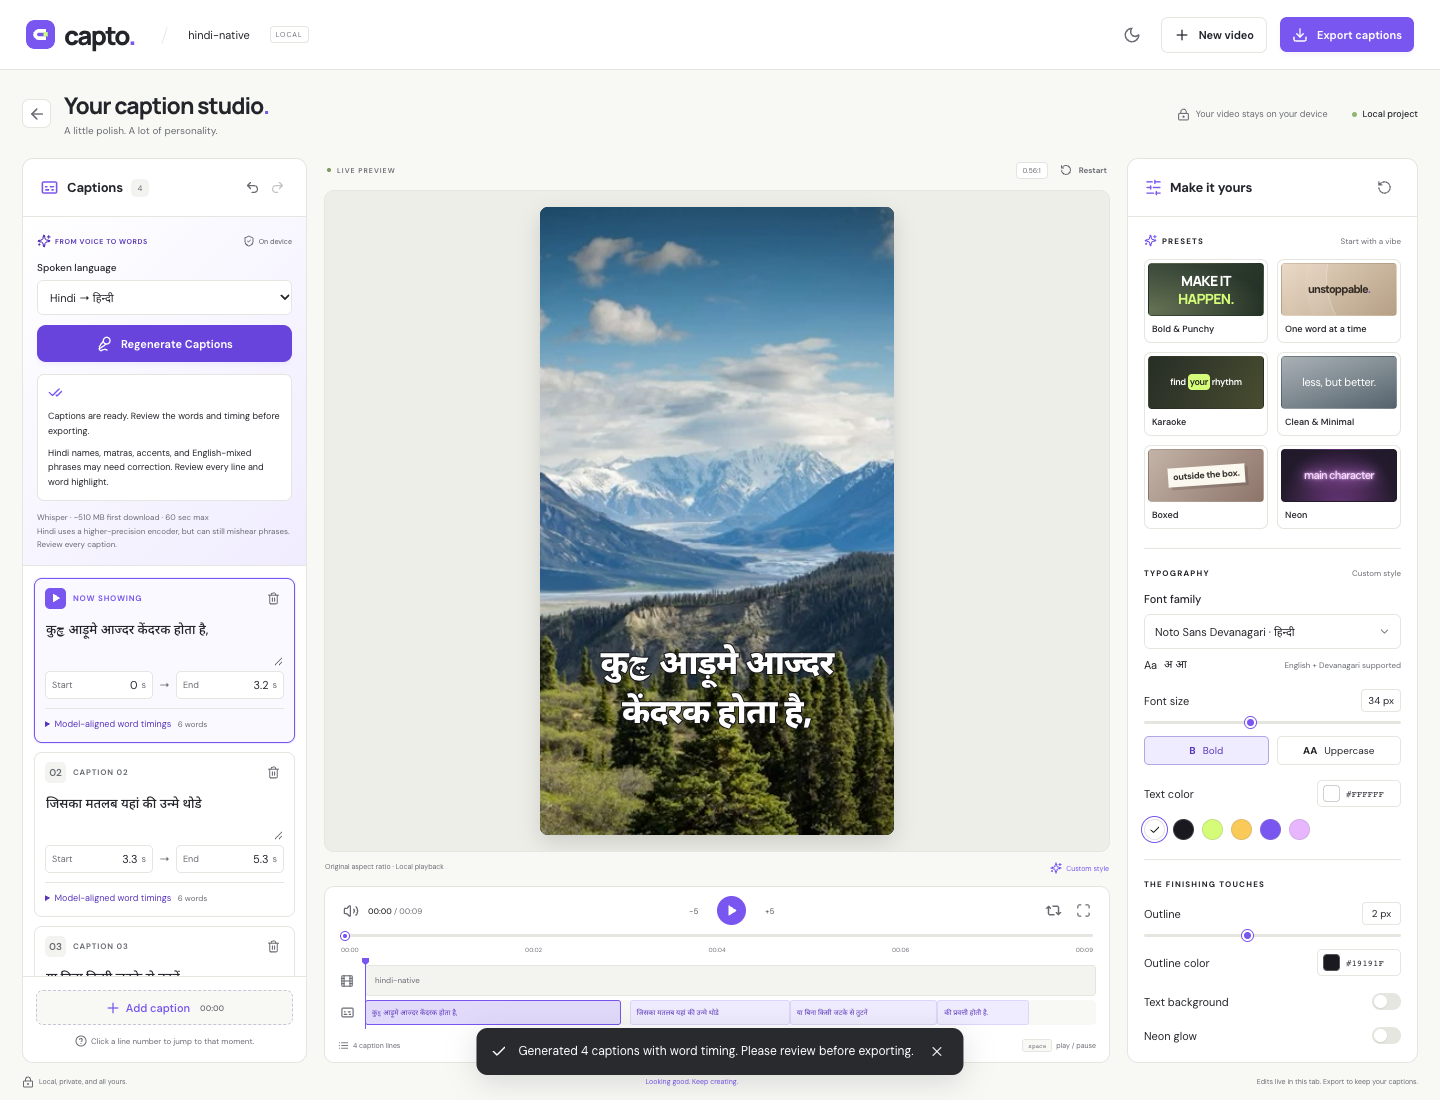 capto.
hindi-native
LOCAL
New video
Export captions
Your caption studio.
A little polish. A lot of personality.
Your video stays on your device
Local project
Captions
4
FROM VOICE TO WORDS
On device
Spoken language
Hindi → हिन्दी
Regenerate Captions
Captions are ready. Review the words and timing before
exporting.
Hindi names, matras, accents, and English-mixed
phrases may need correction. Review every line and
word highlight.
Whisper · ~510 MB first download · 60 sec max
Hindi uses a higher-precision encoder, but can still mishear phrases.
Review every caption.
NOW SHOWING
कुچ आड़ूमे आज्दर केंदरक होता है,
Start 0 s → End 3.2 s
Model-aligned word timings 6 words
02 CAPTION 02
जिसका मतलब यहां की उन्मे थोडे
Start 3.3 s → End 5.3 s
Model-aligned word timings 6 words
03 CAPTION 03
Add caption 00:00
Click a line number to jump to that moment.
LIVE PREVIEW
0.56:1
Restart
कुچ आड़ूमे आज्दर
केंदरक होता है,
Original aspect ratio · Local playback
Custom style
00:00 / 00:09
-5
+5
00:00
00:02
00:04
00:06
00:09
hindi-native
कुچ आड़ूमे आज्दर केंदरक होता है,
जिसका मतलब यहां की उन्मे थोडे
या बिना किसी जटके से तुटने
की प्रवत्ती होती है.
4 caption lines
space play / pause
Generated 4 captions with word timing. Please review before exporting.
Make it yours
PRESETS
Start with a vibe
MAKE IT
HAPPEN.
Bold & Punchy
unstoppable.
One word at a time
find your rhythm
Karaoke
less, but better.
Clean & Minimal
outside the box.
Boxed
main character
Neon
TYPOGRAPHY
Custom style
Font family
Noto Sans Devanagari · हिन्दी
Aa अ आ
English + Devanagari supported
Font size
34 px
B Bold
AA Uppercase
Text color
#FFFFFF
THE FINISHING TOUCHES
Outline
2 px
Outline color
#19191F
Text background
Neon glow
Local, private, and all yours.
Looking good. Keep creating.
Edits live in this tab. Export to keep your captions.